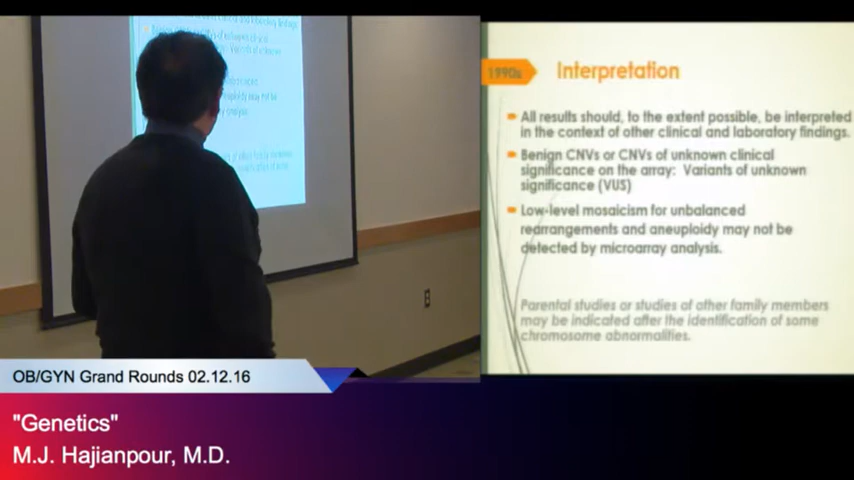 1990s
Interpretation
All results should, to the extent possible, be interpreted
in the context of other clinical and laboratory findings.
Benign CNVs or CNVs of unknown clinical
significance on the array: Variants of unknown
significance (VUS)
Low-level mosaicism for unbalanced
rearrangements and aneuploidy may not be
detected by microarray analysis.
Parental studies or studies of other family members
may be indicated after the identification of some
chromosome abnormalities.
OB/GYN Grand Rounds 02.12.16
"Genetics"
M.J. Hajianpour, M.D.